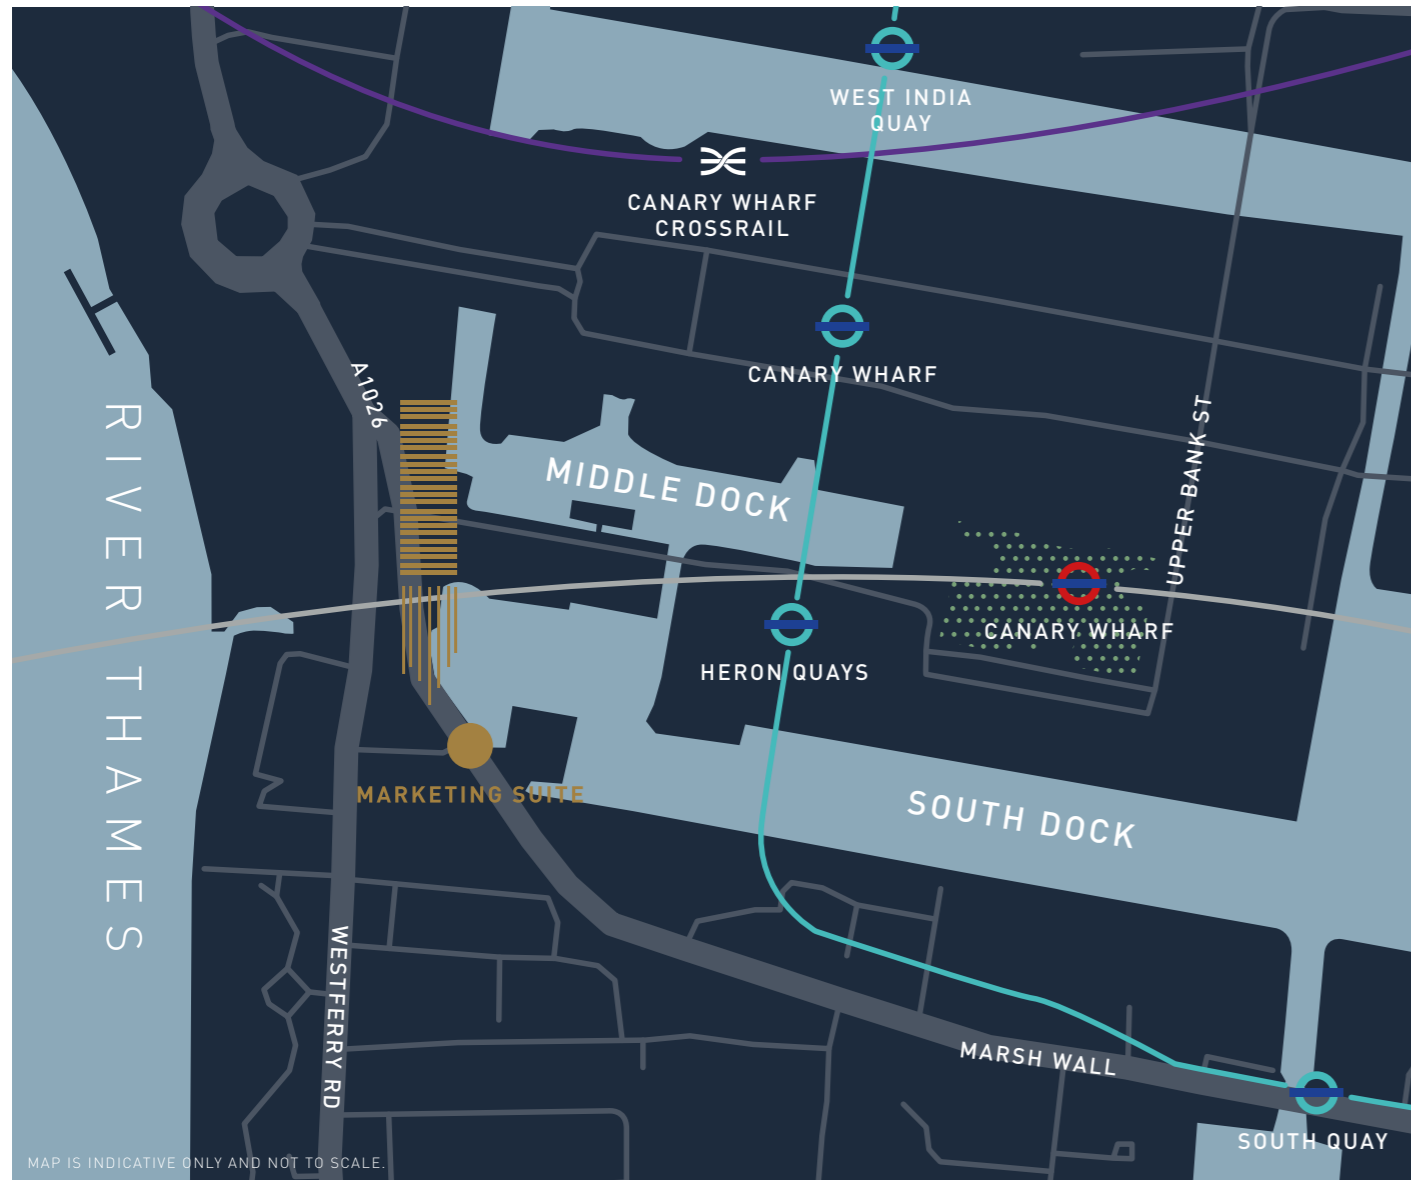 WEST INDIA
QUAY
CANARY WHARF
CROSSRAIL
CANARY WHARF
A1026
UPPER BANK ST
RIVER THAMES
MIDDLE DOCK
CANARY WHARF
HERON QUAYS
MARKETING SUITE
SOUTH DOCK
WESTFERRY RD
MARSH WALL
SOUTH QUAY
MAP IS INDICATIVE ONLY AND NOT TO SCALE.